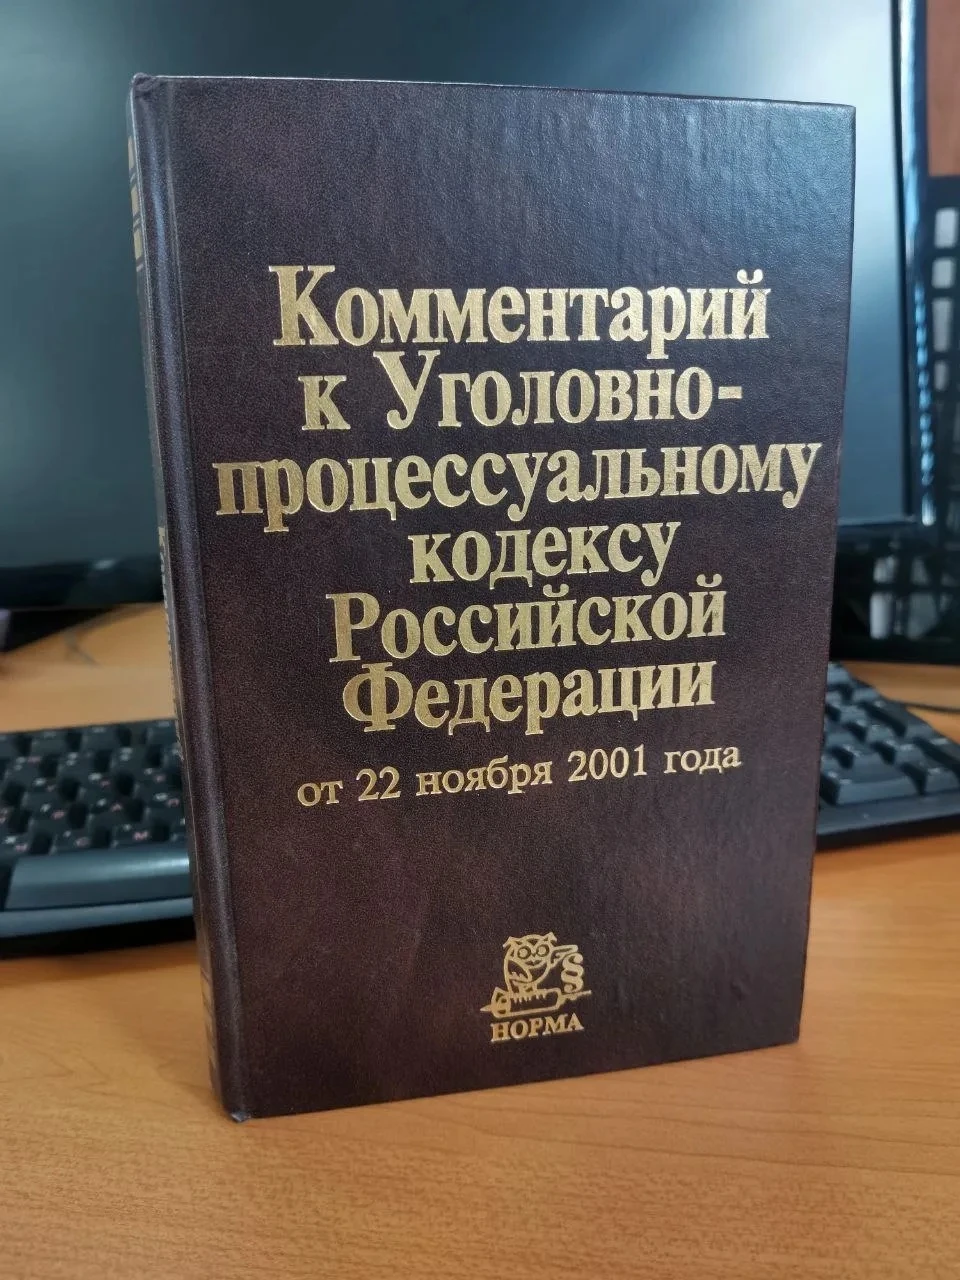 Комментарий
к Уголовно-
процессуальному
кодексу
Российской
Федерации
от 22 ноября 2001 года
§
НОРМА